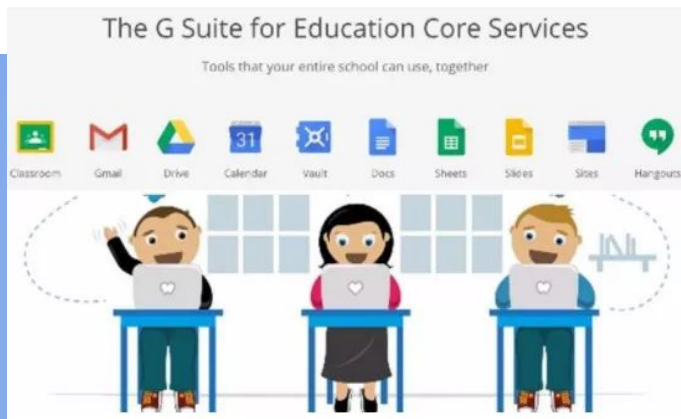 The G Suite for Education Core Services
Tools that your entire school can use, together
31
Classroom Gmail Drive Calendar Vault Docs Sheets Slides Sites Hangouts